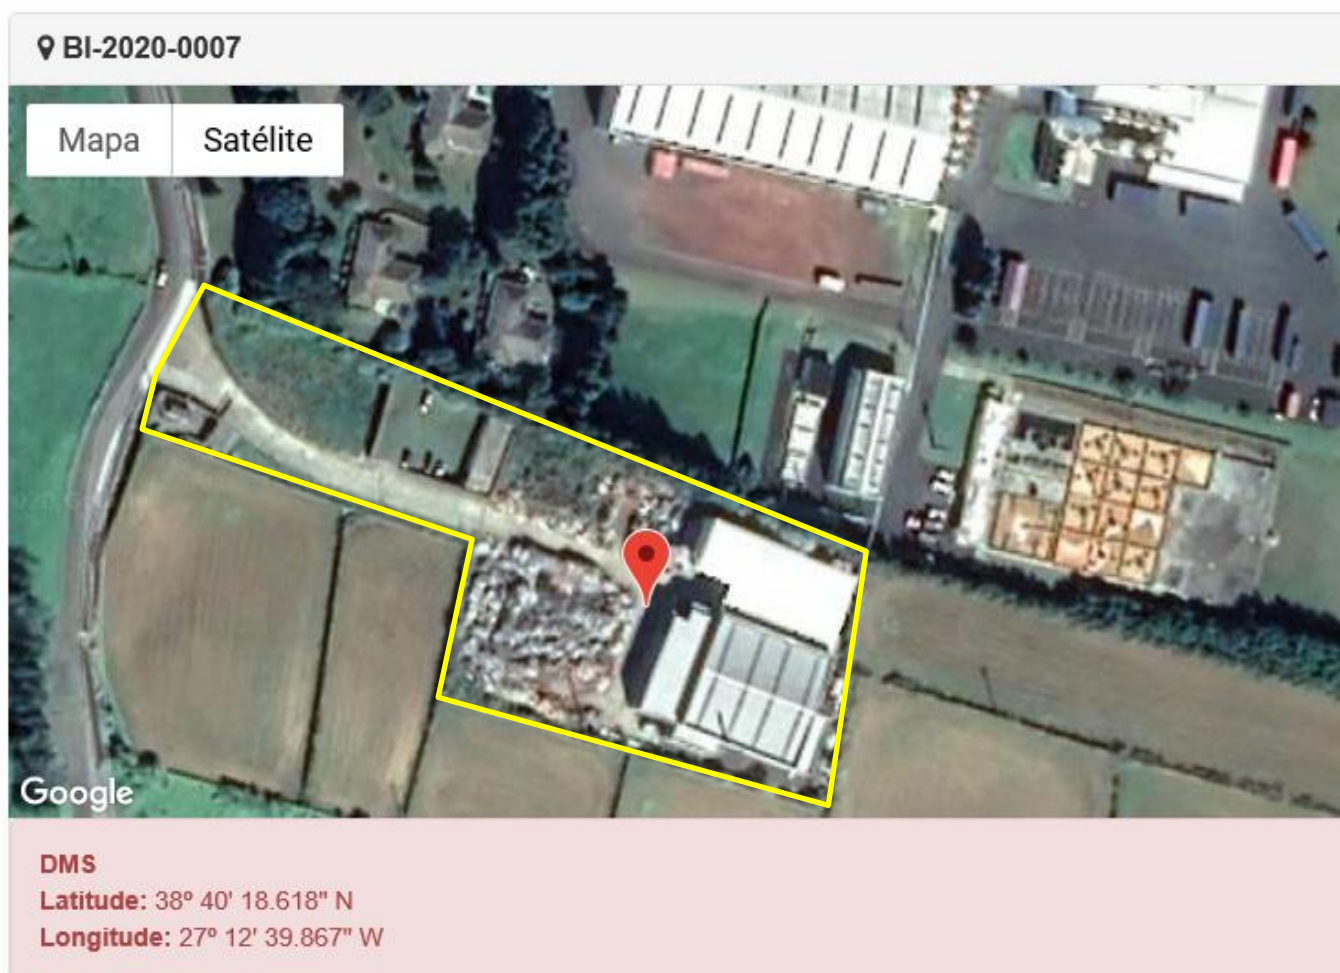 BI-2020-0007
Mapa
Satélite
Google
DMS
Latitude: 38º 40' 18.618" N
Longitude: 27º 12' 39.867" W